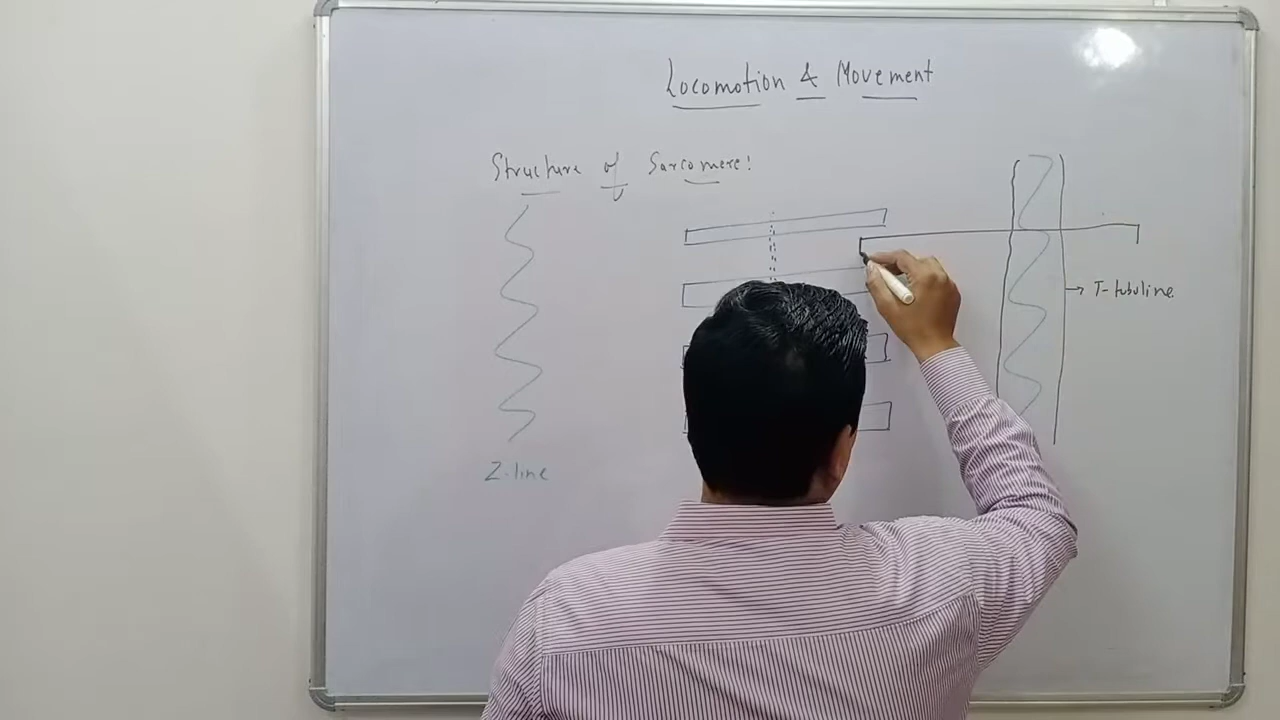 Locomotion & Movement
Structure of Sarcomere:
T-tubuline
Z-line